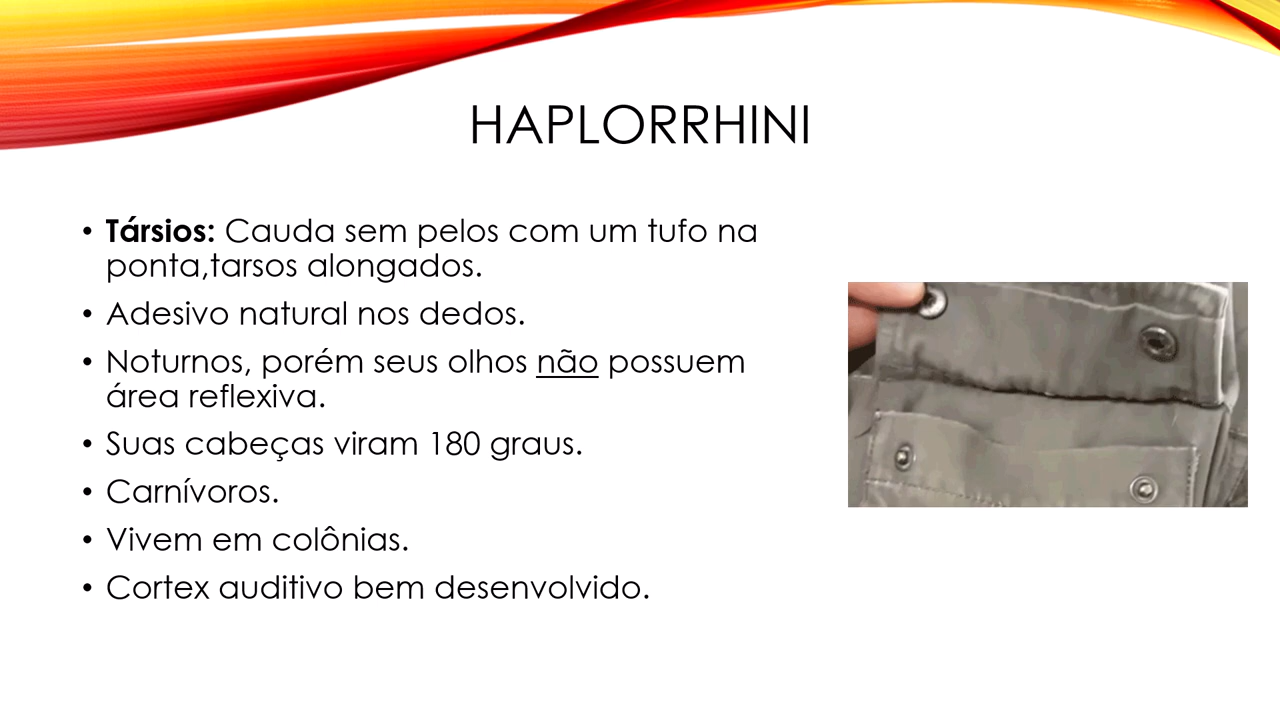 HAPLORRHINI
• Társios: Cauda sem pelos com um tufo na
ponta,tarsos alongados.
• Adesivo natural nos dedos.
• Noturnos, porém seus olhos não possuem
área reflexiva.
• Suas cabeças viram 180 graus.
• Carnívoros.
• Vivem em colônias.
• Cortex auditivo bem desenvolvido.